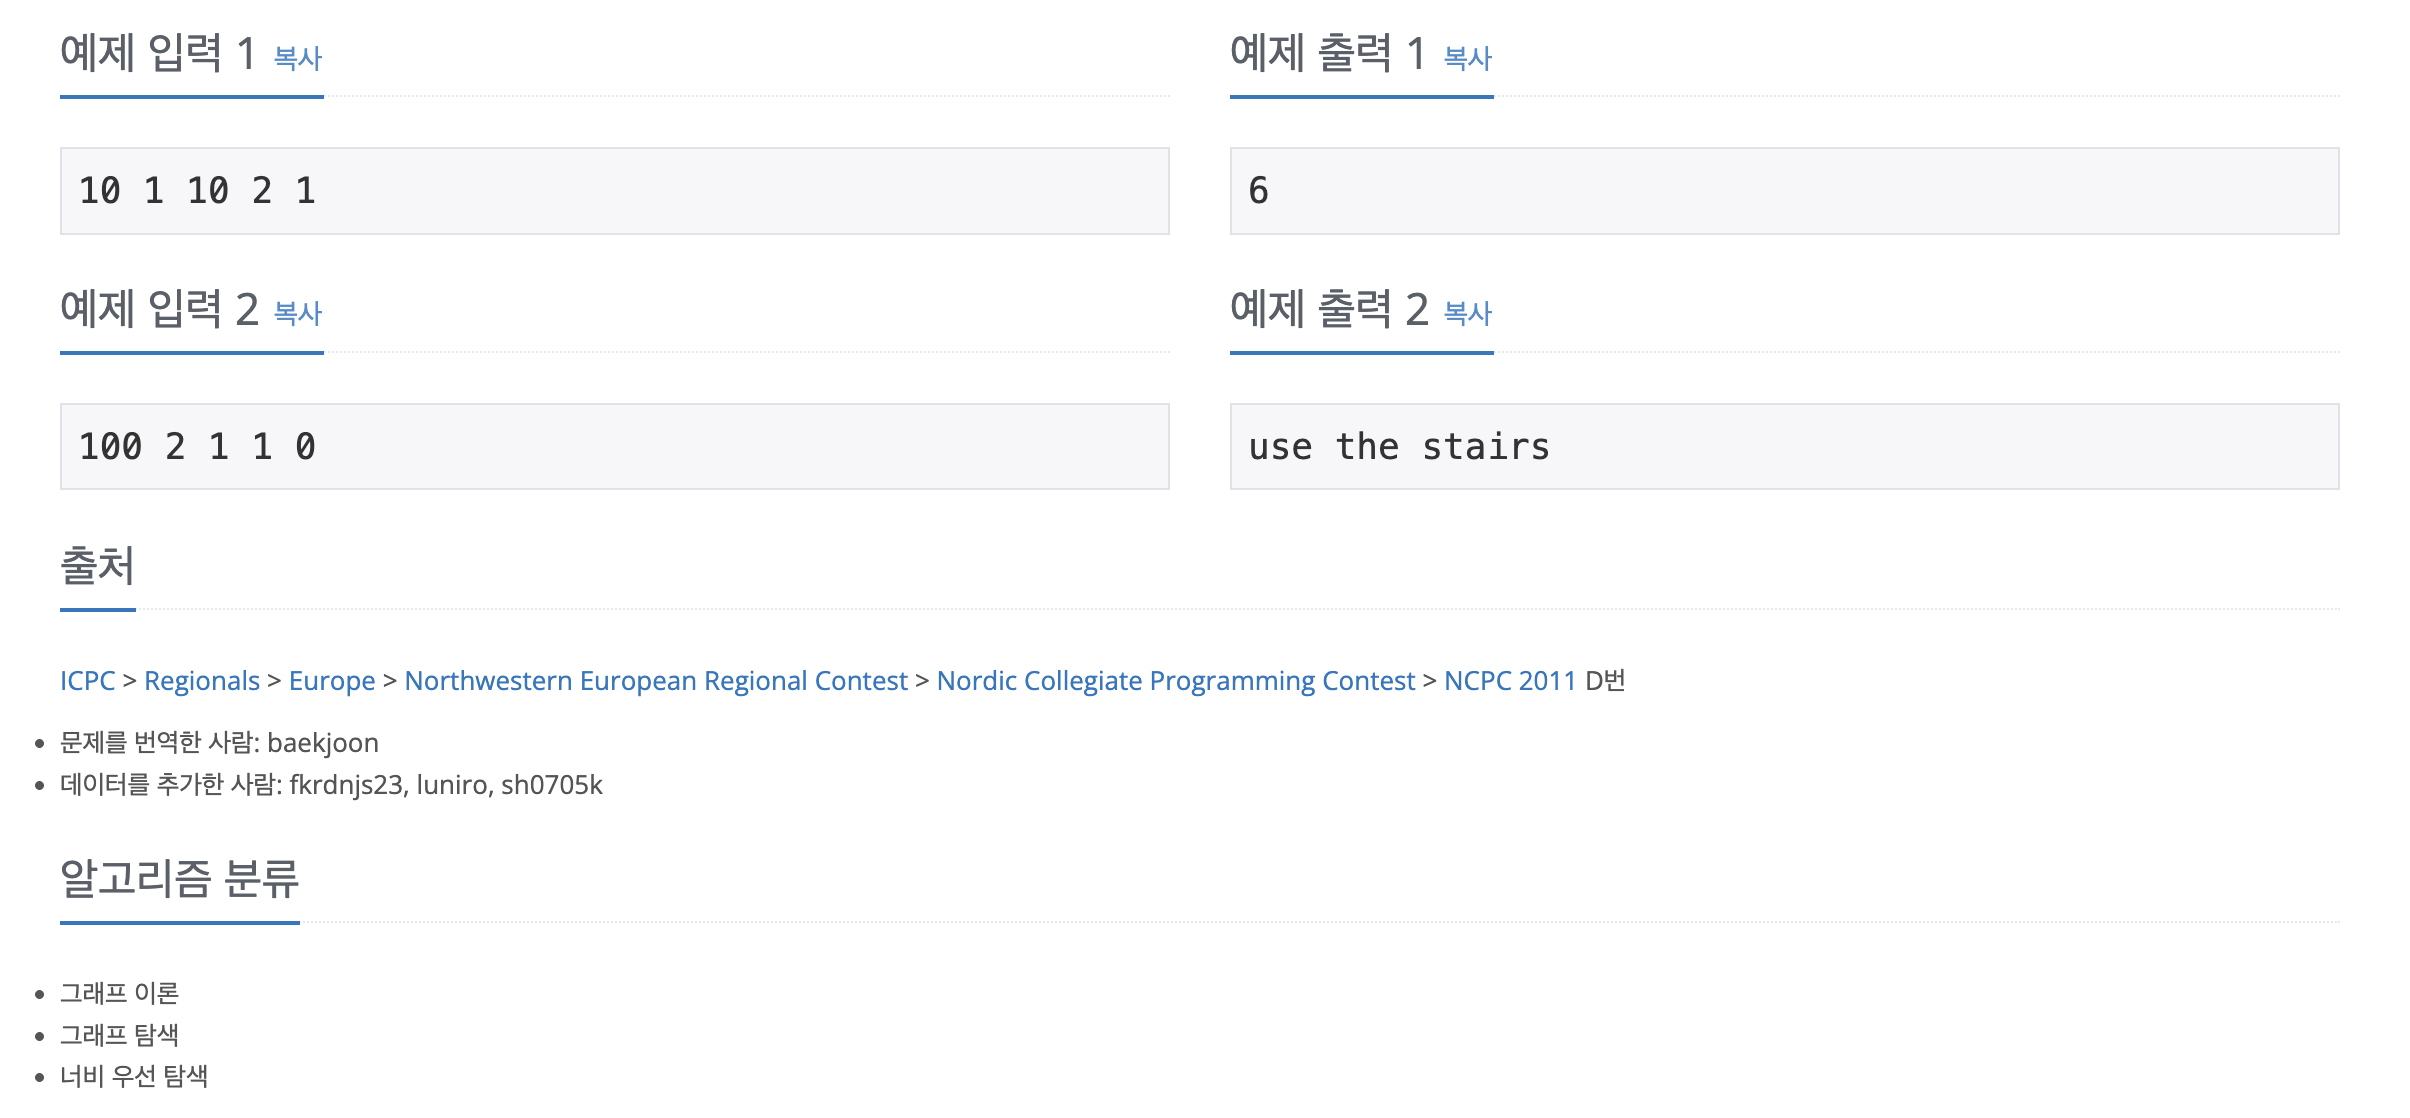 예제 입력 1 복사
10 1 10 2 1
예제 출력 1 복사
6
예제 입력 2 복사
100 2 1 1 0
예제 출력 2 복사
use the stairs
출처
ICPC > Regionals > Europe > Northwestern European Regional Contest > Nordic Collegiate Programming Contest > NCPC 2011 D번
문제를 번역한 사람: baekjoon
데이터를 추가한 사람: fkrdnjs23, luniro, sh0705k
알고리즘 분류
그래프 이론
그래프 탐색
너비 우선 탐색